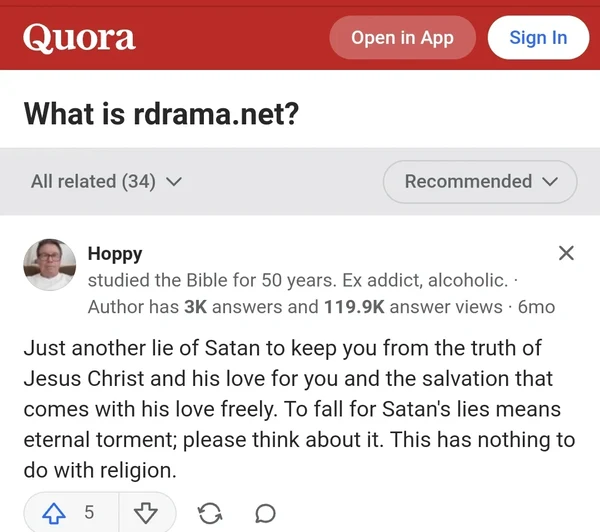 Quora
Open in App
Sign In
What is rdrama.net?
All related (34)
Recommended
Hoppy
studied the Bible for 50 years. Ex addict, alcoholic. ·
Author has 3K answers and 119.9K answer views · 6mo
Just another lie of Satan to keep you from the truth of
Jesus Christ and his love for you and the salvation that
comes with his love freely. To fall for Satan's lies means
eternal torment; please think about it. This has nothing to
do with religion.
5